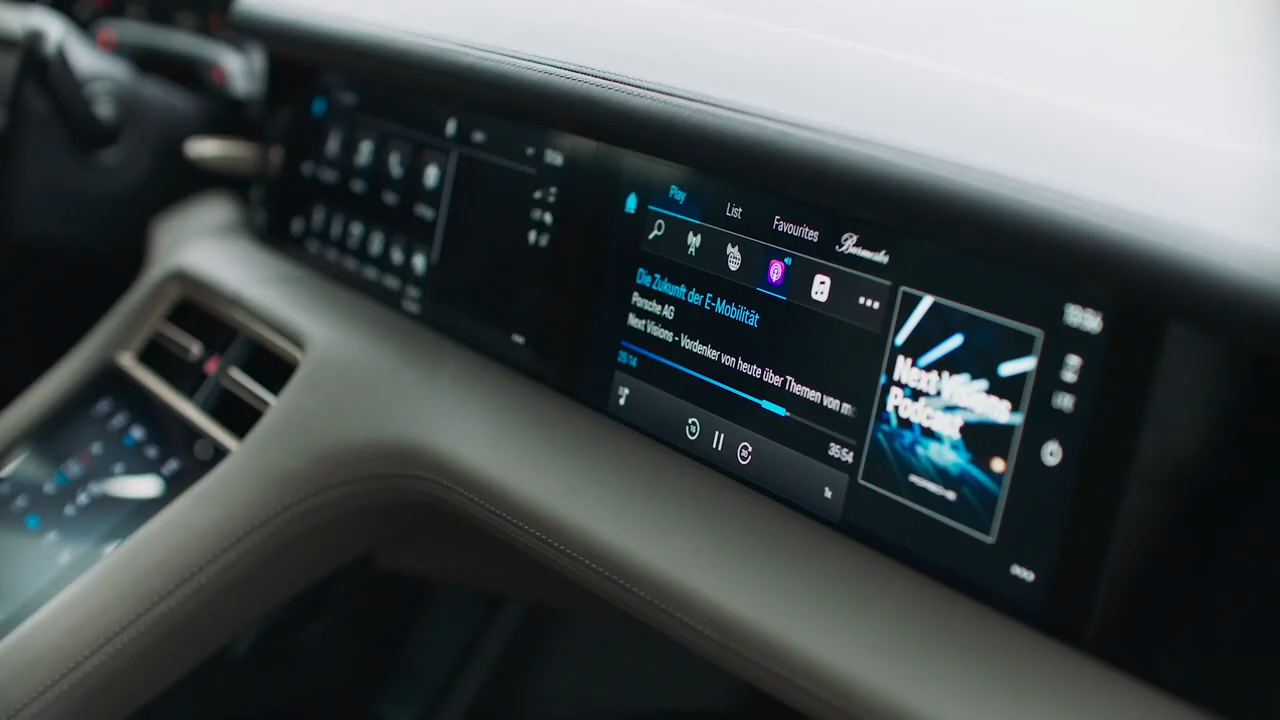 Play
List
Favourites
Burmester
Die Zukunft der E-Mobilität
Porsche AG
Next Visions - Vordenker von heute über Themen von m
25:14
35:54
1x
Next Visions
Podcast
PORSCHE